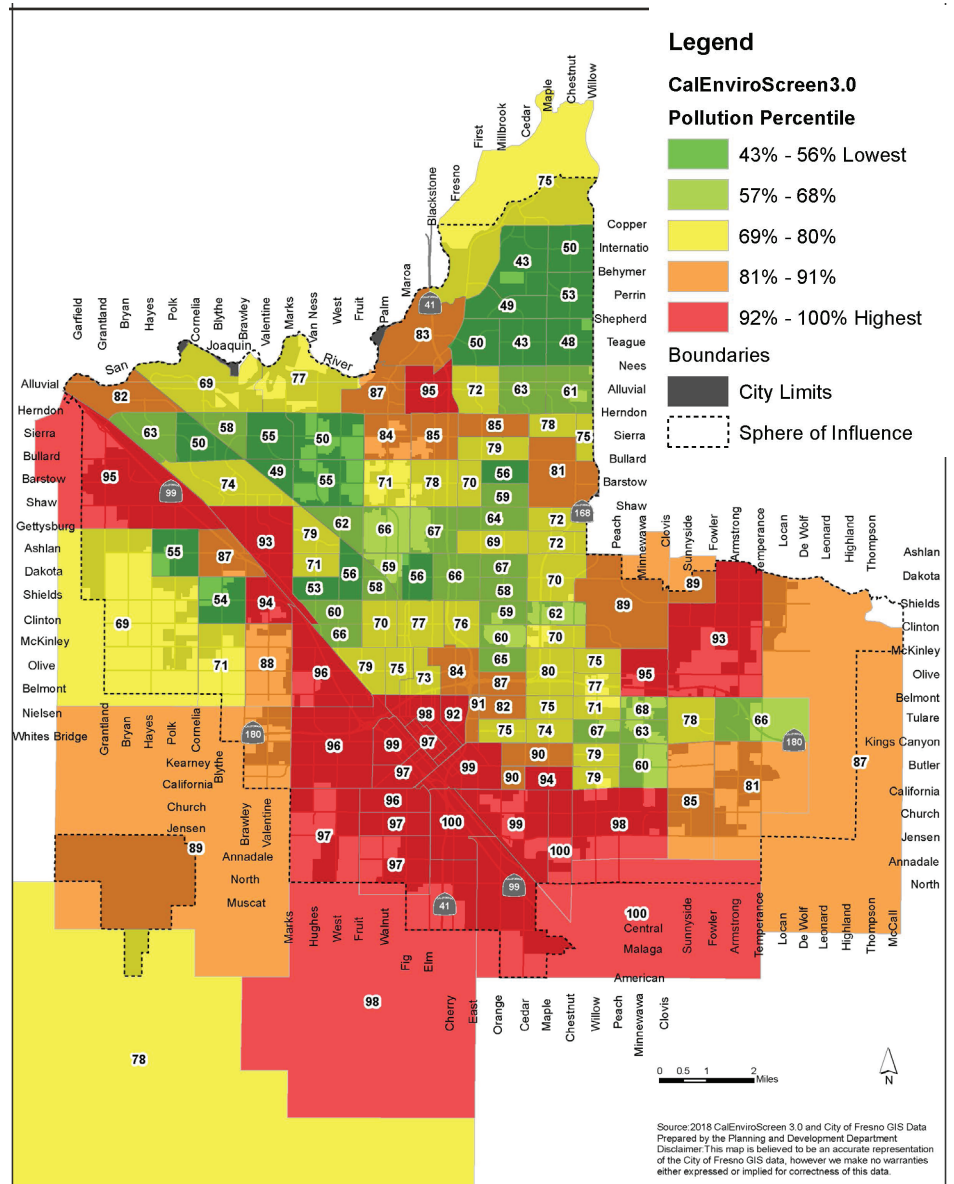 Legend
CalEnviroScreen3.0
Pollution Percentile
43% - 56% Lowest
57% - 68%
69% - 80%
81% - 91%
92% - 100% Highest
Boundaries
City Limits
Sphere of Influence
First
Millbrook
Cedar
Maple
Chestnut
Willow
Blackstone
Fresno
75
Copper
Internatio
Behymer
Perrin
Shepherd
Teague
Nees
Alluvial
Herndon
Sierra
Bullard
Barstow
Shaw
50
43
53
49
50
43
48
41
83
Garfield
Grantland
Bryan
Hayes
Polk
Cornelia
Blythe
Brawley
Valentine
Marks
Van Ness
West
Fruit
Palm
Maroa
San
Joaquin
River
Alluvial
Herndon
Sierra
Bullard
Barstow
Shaw
Gettysburg
Ashlan
Dakota
Shields
Clinton
McKinley
Olive
Belmont
Nielsen
Whites Bridge
82
69
77
87
95
72
63
61
63
50
58
55
50
84
85
85
78
75
79
95
99
74
49
55
71
78
70
56
59
81
168
93
79
62
66
67
64
72
69
72
55
87
71
56
59
58
56
66
67
58
70
54
94
53
60
66
70
77
76
59
60
62
70
69
71
88
96
79
75
73
84
65
87
80
75
77
95
98
92
91
82
75
71
68
96
99
97
75
74
67
63
78
66
180
97
99
90
90
94
79
79
60
180
96
97
97
97
100
99
98
100
85
81
87
89
89
93
Peach
Minnewawa
Clovis
Sunnyside
Fowler
Armstrong
Temperance
Locan
De Wolf
Leonard
Highland
Thompson
Ashlan
Dakota
Shields
Clinton
McKinley
Olive
Belmont
Tulare
Kings Canyon
Butler
California
Church
Jensen
Annadale
North
Grantland
Bryan
Hayes
Polk
Cornelia
Blythe
Kearney
California
Church
Jensen
Brawley
Valentine
89
Annadale
North
Muscat
Marks
Hughes
West
Fruit
Walnut
Fig
Elm
41
99
100
Central
Malaga
American
Sunnyside
Fowler
Armstrong
Temperance
Locan
De Wolf
Leonard
Highland
Thompson
McCall
Cherry
East
Orange
Cedar
Maple
Chestnut
Willow
Peach
Minnewawa
Clovis
98
78
0 0.5 1 2
Miles
N
Source:2018 CalEnviroScreen 3.0 and City of Fresno GIS Data
Prepared by the Planning and Development Department
Disclaimer:This map is believed to be an accurate representation
of the City of Fresno GIS data, however we make no warranties
either expressed or implied for correctness of this data.